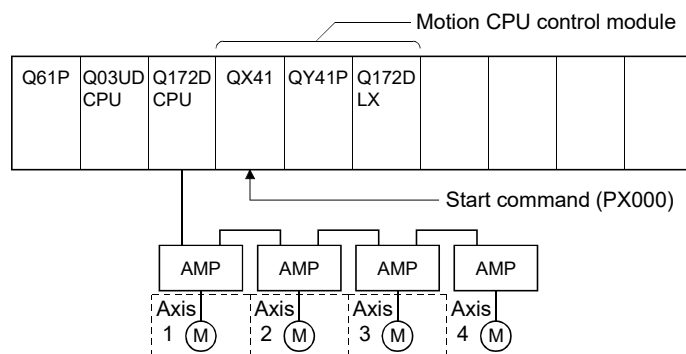 Motion CPU control module
Q61P
Q03UD
CPU
Q172D
CPU
QX41
QY41P
Q172D
LX
Start command (PX000)
AMP
AMP
AMP
AMP
Axis
1
M
Axis
2
M
Axis
3
M
Axis
4
M